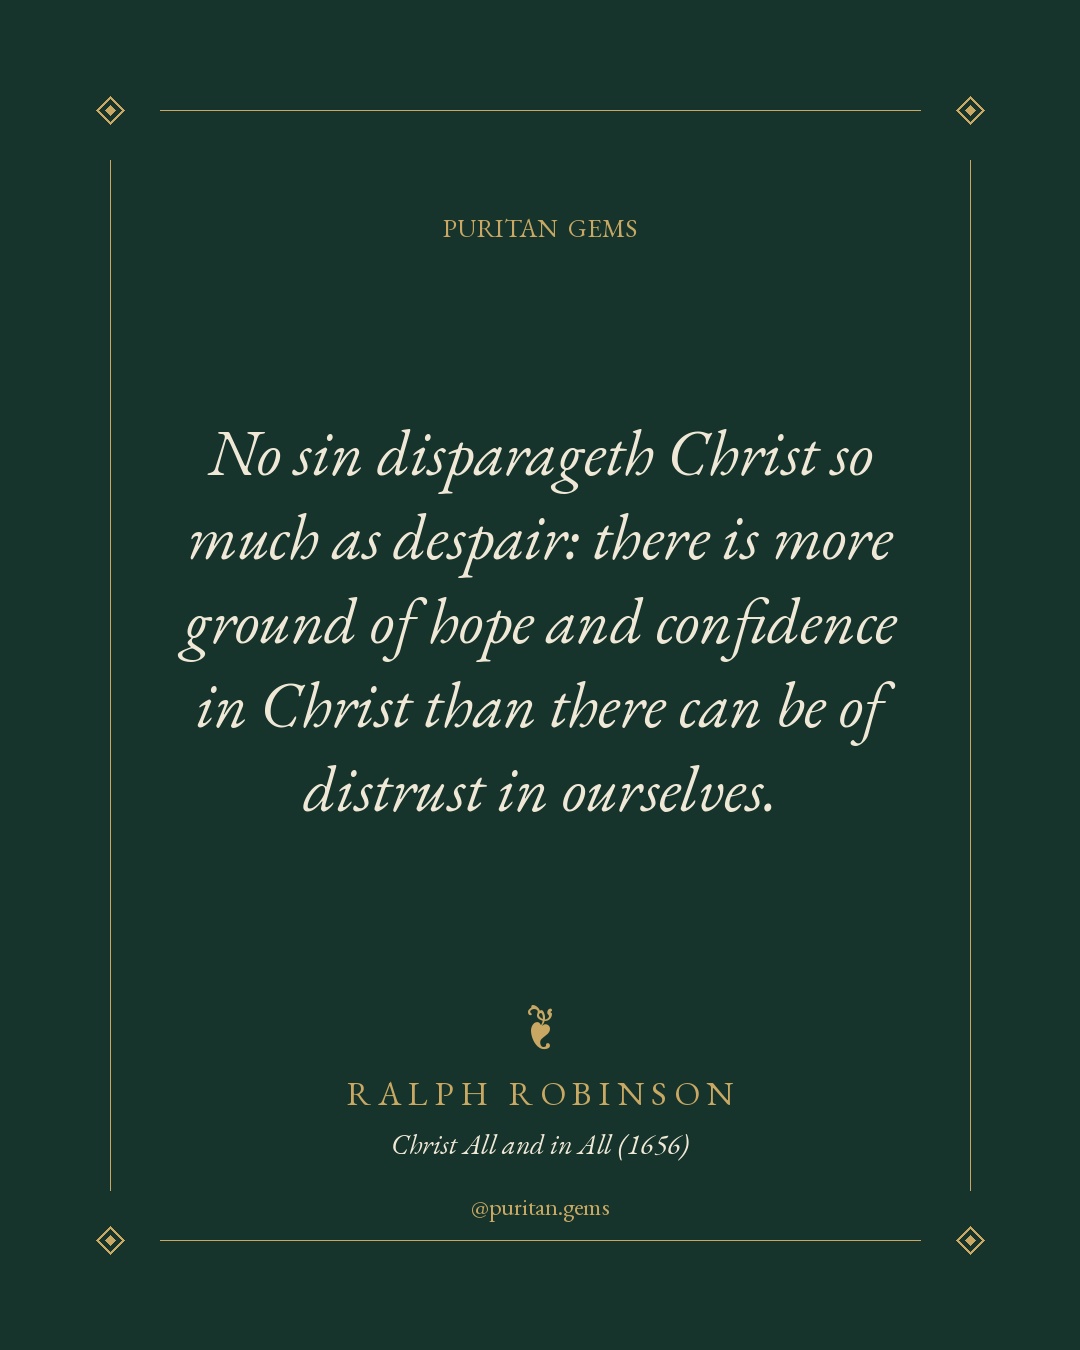 PURITAN GEMS
No sin disparageth Christ so
much as despair: there is more
ground of hope and confidence
in Christ than there can be of
distrust in ourselves.
RALPH ROBINSON
Christ All and in All (1656)
@puritan.gems